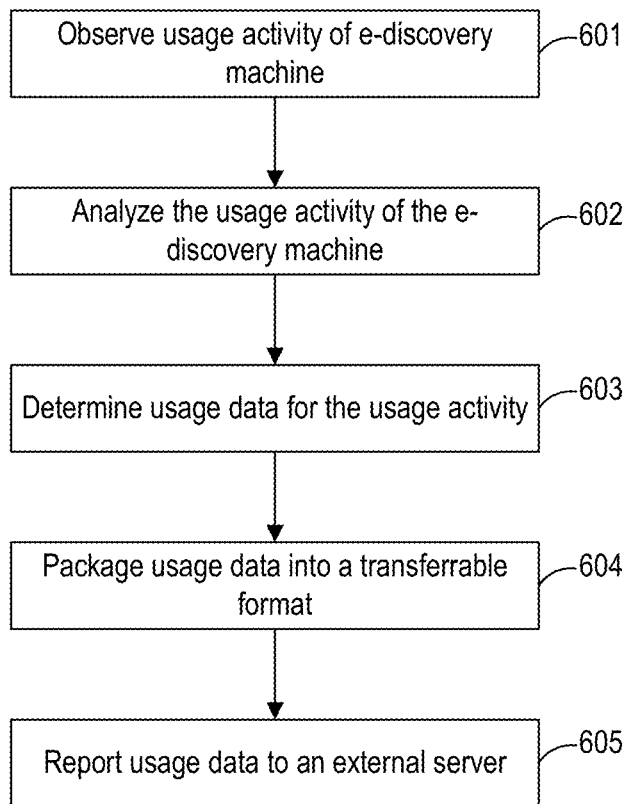 Observe usage activity of e-discovery
machine
601
Analyze the usage activity of the e-
discovery machine
602
Determine usage data for the usage activity
603
Package usage data into a transferrable
format
604
Report usage data to an external server
605